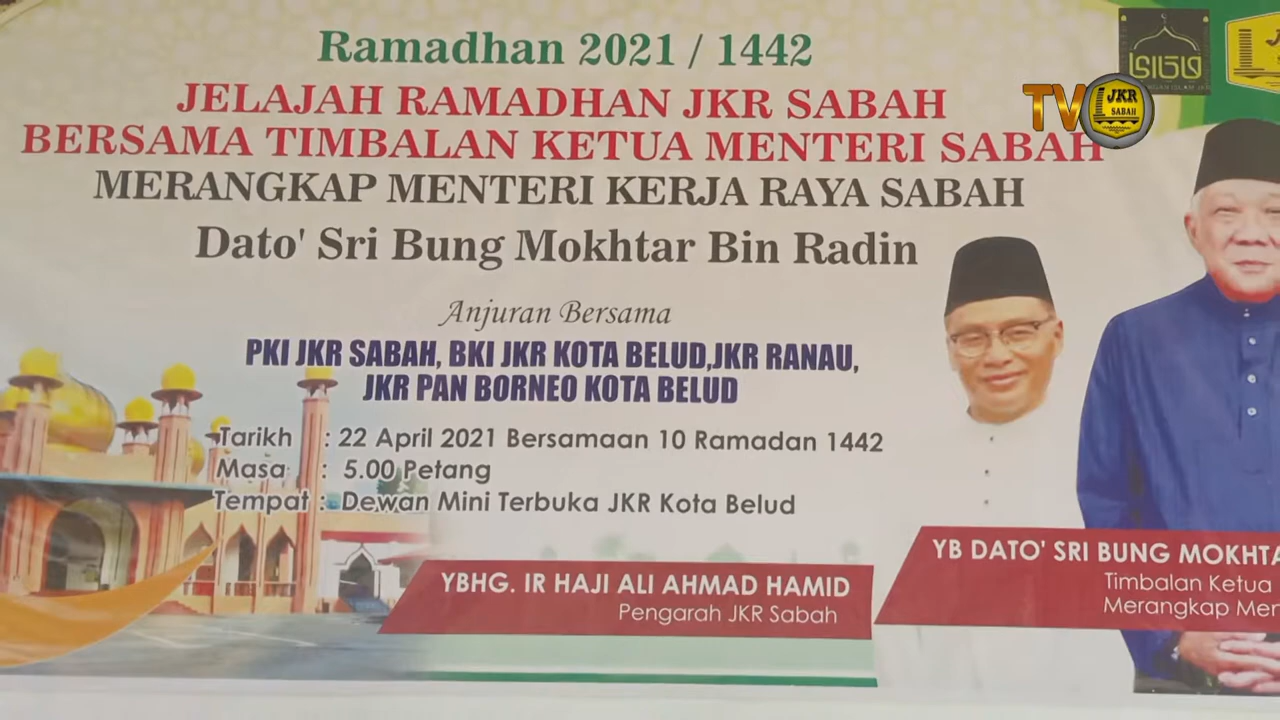 Ramadhan 2021 / 1442
JELAJAH RAMADHAN JKR SABAH
BERSAMA TIMBALAN KETUA MENTERI SABAH
MERANGKAP MENTERI KERJA RAYA SABAH
Dato' Sri Bung Mokhtar Bin Radin
Anjuran Bersama
PKI JKR SABAH, BKI JKR KOTA BELUD,JKR RANAU,
JKR PAN BORNEO KOTA BELUD
Tarikh : 22 April 2021 Bersamaan 10 Ramadan 1442
Masa : 5.00 Petang
Tempat : Dewan Mini Terbuka JKR Kota Belud
YBHG. IR HAJI ALI AHMAD HAMID
Pengarah JKR Sabah
YB DATO' SRI BUNG MOKHTA
Timbalan Ketua
Merangkap Men
TV
JKR
SABAH